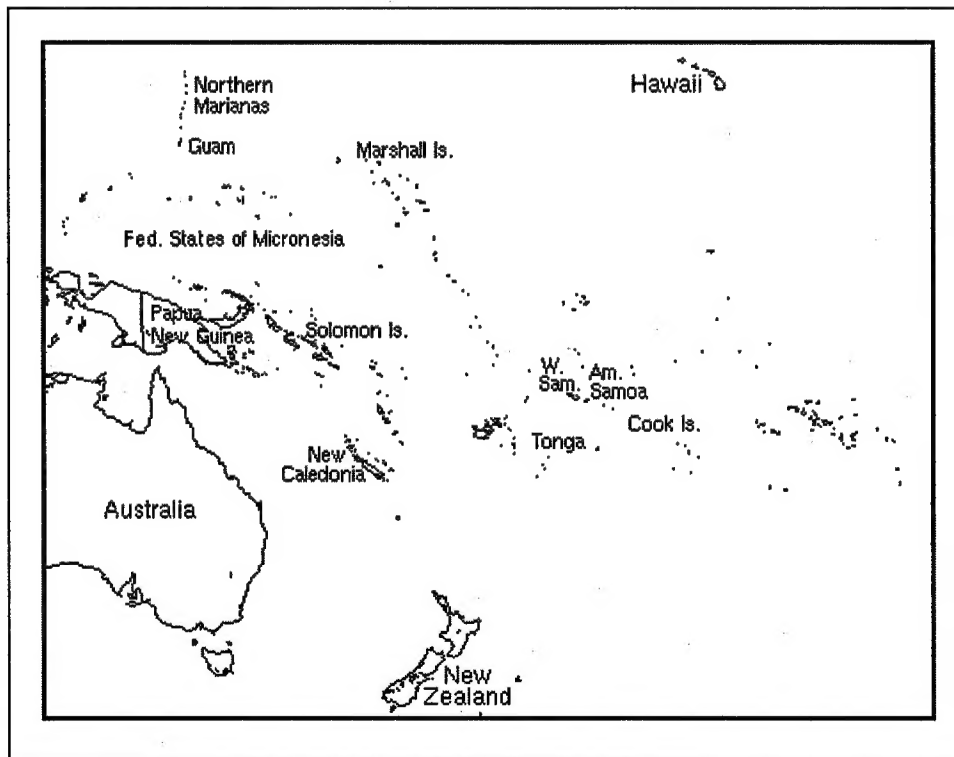 Hawaii
Northern
Marianas
Guam
Marshall Is.
Fed. States of Micronesia
Papua
New Guinea
Solomon Is.
W.
Sam.
Am.
Samoa
Cook Is.
Tonga
New
Caledonia
Australia
New
Zealand